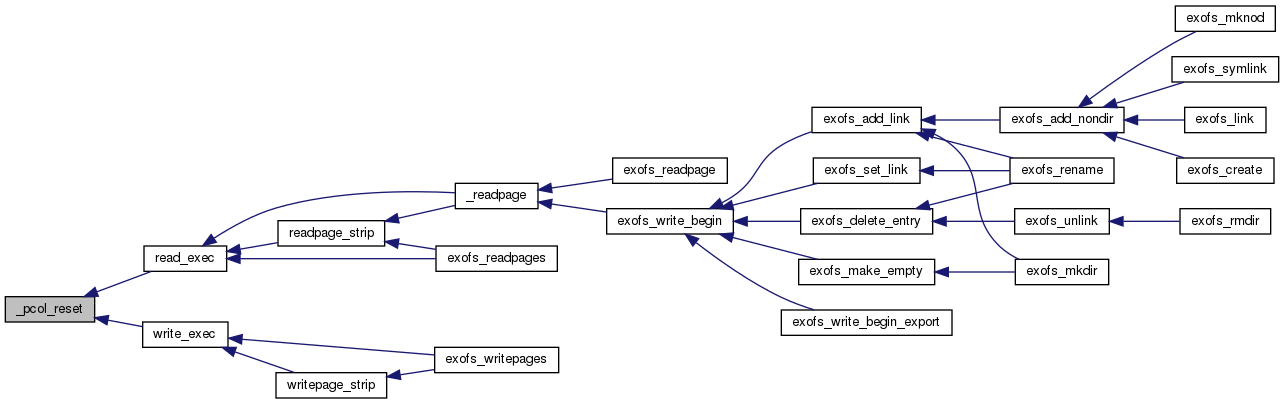 exofs_mknod
exofs_symlink
exofs_add_link
exofs_add_nondir
exofs_link
exofs_readpage
exofs_set_link
exofs_rename
exofs_create
_readpage
exofs_write_begin
exofs_delete_entry
exofs_unlink
exofs_rmdir
readpage_strip
read_exec
exofs_readpages
exofs_make_empty
exofs_mkdir
_pcol_reset
exofs_write_begin_export
write_exec
exofs_writepages
writepage_strip